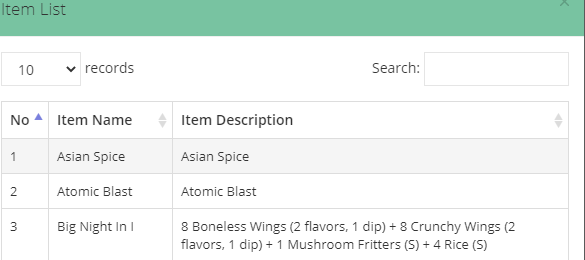 Item List
×
10 records Search:
No Item Name Item Description
1 Asian Spice Asian Spice
2 Atomic Blast Atomic Blast
3 Big Night In I 8 Boneless Wings (2 flavors, 1 dip) + 8 Crunchy Wings (2
flavors, 1 dip) + 1 Mushroom Fritters (S) + 4 Rice (S)